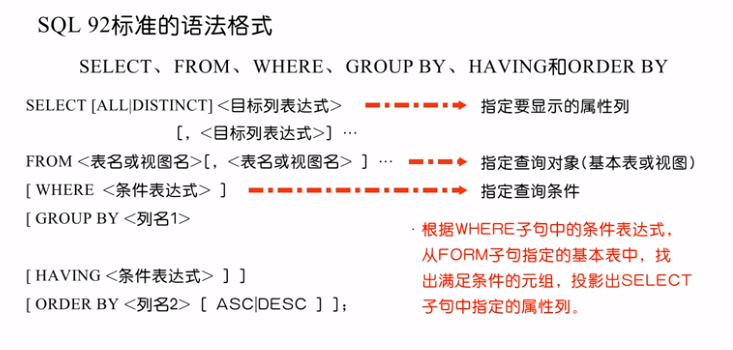 SQL 92标准的语法格式
SELECT、FROM、WHERE、GROUP BY、HAVING和ORDER BY
SELECT [ALL|DISTINCT] <目标列表达式> 指定要显示的属性列
[，<目标列表达式>] …
FROM <表名或视图名>[，<表名或视图名> ] … 指定查询对象(基本表或视图)
[ WHERE <条件表达式> ] 指定查询条件
[ GROUP BY <列名1>
[ HAVING <条件表达式> ] ]
[ ORDER BY <列名2> [ ASC|DESC ] ]；
· 根据WHERE子句中的条件表达式，
从FORM子句指定的基本表中，找
出满足条件的元组，投影出SELECT
子句中指定的属性列。